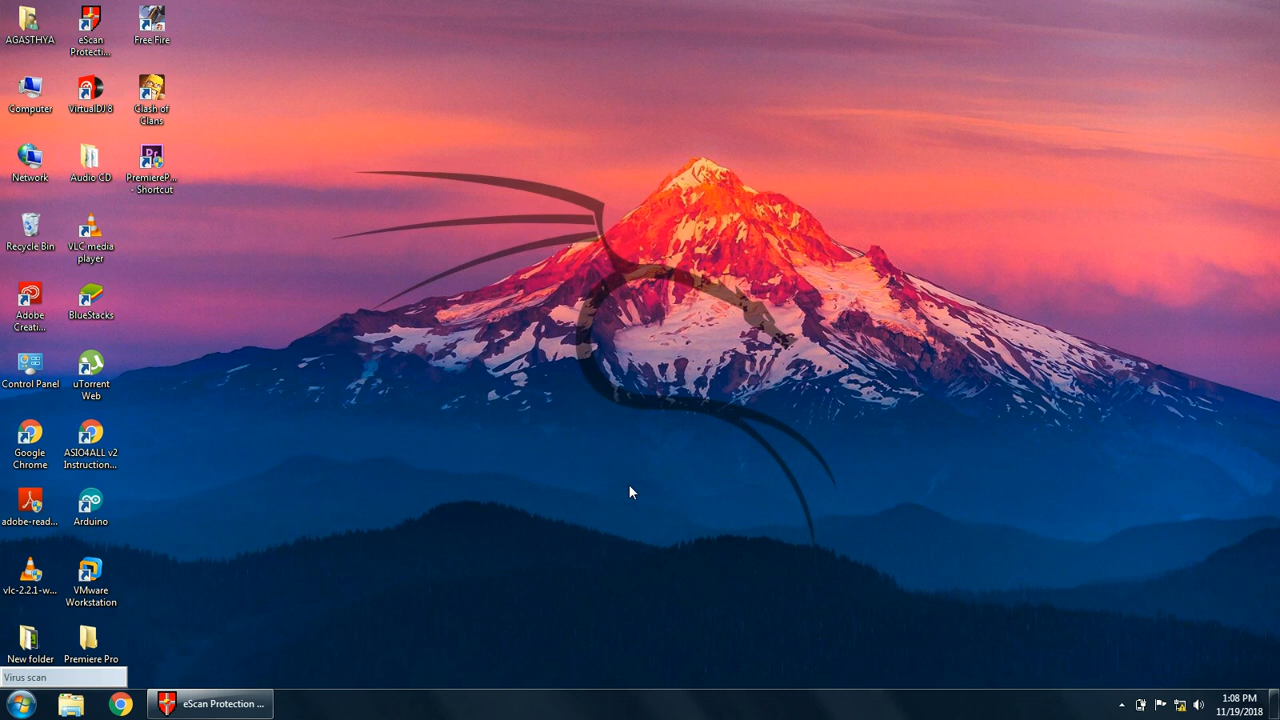 AGASTHYA
eScan
Protecti...
Free Fire
Computer
VirtualDJ 8
Clash of
Clans
Network
Audio CD
Pr
PremiereP...
- Shortcut
Recycle Bin
VLC media
player
Adobe
Creati...
BlueStacks
Control Panel
uTorrent
Web
Google
Chrome
ASIO4ALL v2
Instruction...
adobe-read...
Arduino
vlc-2.2.1-w...
VMware
Workstation
New folder
Premiere Pro
Virus scan
eScan Protection ...
1:08 PM
11/19/2018